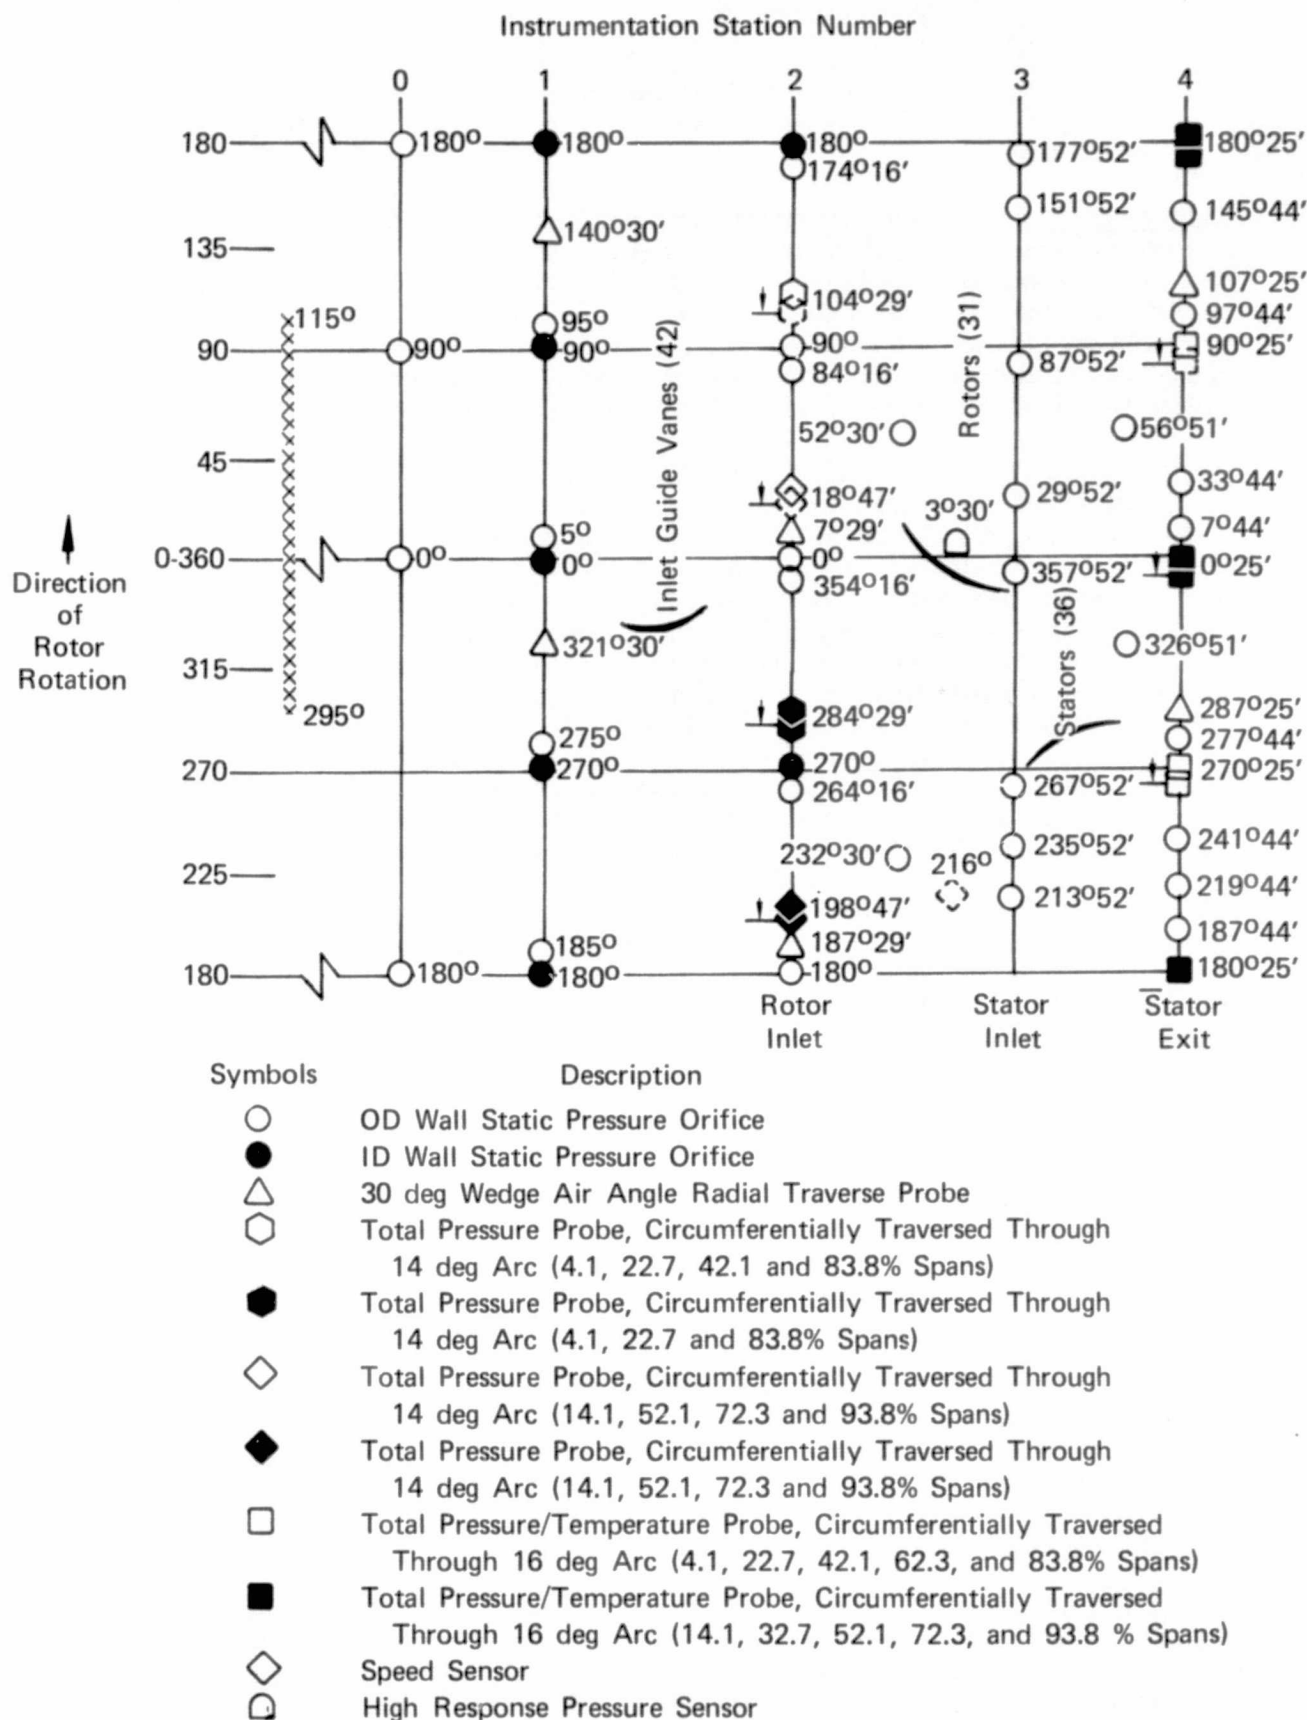 Instrumentation Station Number
0 1 2 3 4
180 180° 180° 180° 177°52′ 180°25′
174°16′
151°52′ 145°44′
140°30′
135
107°25′
104°29′
97°44′
115° 95°
90 90° 90° 90° 87°52′ 90°25′
84°16′
52°30′ 56°51′
45
33°44′
18°47′ 29°52′
3°30′
5° 7°29′ 7°44′
0-360 0° 0° 0° 357°52′ 0°25′
354°16′
Inlet Guide Vanes (42)
Rotors (31)
Stators (36)
Direction
of
Rotor
Rotation
321°30′ 326°51′
315
295° 284°29′ 287°25′
275° 277°44′
270 270° 270° 267°52′ 270°25′
264°16′
232°30′ 235°52′ 241°44′
225 216°
198°47′ 213°52′ 219°44′
185° 187°29′ 187°44′
180 180° 180° 180° 180°25′
Rotor Stator Stator
Inlet Inlet Exit
Symbols Description
OD Wall Static Pressure Orifice
ID Wall Static Pressure Orifice
30 deg Wedge Air Angle Radial Traverse Probe
Total Pressure Probe, Circumferentially Traversed Through
14 deg Arc (4.1, 22.7, 42.1 and 83.8% Spans)
Total Pressure Probe, Circumferentially Traversed Through
14 deg Arc (4.1, 22.7 and 83.8% Spans)
Total Pressure Probe, Circumferentially Traversed Through
14 deg Arc (14.1, 52.1, 72.3 and 93.8% Spans)
Total Pressure Probe, Circumferentially Traversed Through
14 deg Arc (14.1, 52.1, 72.3 and 93.8% Spans)
Total Pressure/Temperature Probe, Circumferentially Traversed
Through 16 deg Arc (4.1, 22.7, 42.1, 62.3, and 83.8% Spans)
Total Pressure/Temperature Probe, Circumferentially Traversed
Through 16 deg Arc (14.1, 32.7, 52.1, 72.3, and 93.8 % Spans)
Speed Sensor
High Response Pressure Sensor